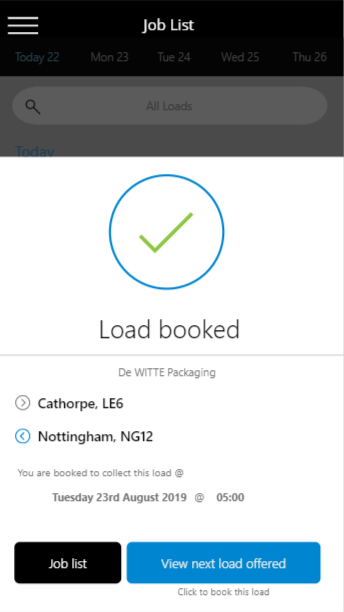 Job List
Today 22 Mon 23 Tue 24 Wed 25 Thu 26
All Loads
Today
Load booked
De WITTE Packaging
Cathorpe, LE6
Nottingham, NG12
You are booked to collect this load @
Tuesday 23rd August 2019 @ 05:00
Job list View next load offered
Click to book this load